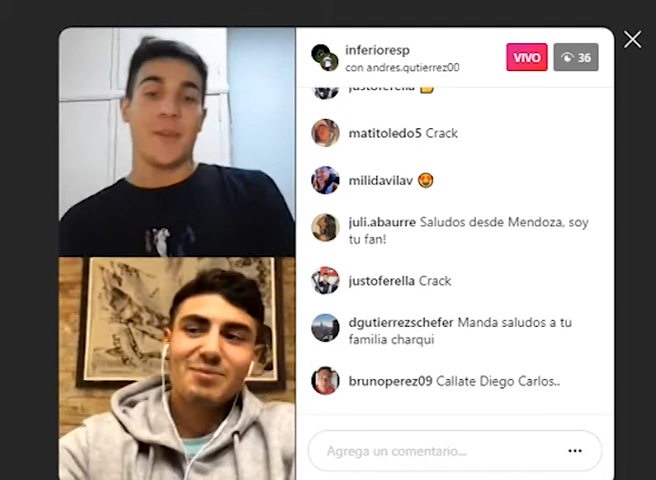 inferioresp
con andres.gutierrez00
VIVO
36
justoferella
matitoledo5 Crack
milidavilav
juli.abaurre Saludos desde Mendoza, soy
tu fan!
justoferella Crack
dgutierrezschefer Manda saludos a tu
familia charqui
brunoperez09 Callate Diego Carlos..
Agrega un comentario...